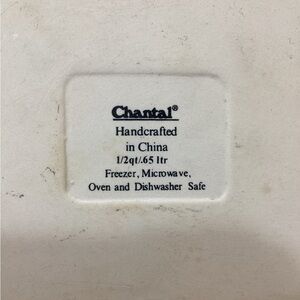 Chantal®
Handcrafted
in China
1/2qt/.65 ltr
Freezer, Microwave,
Oven and Dishwasher Safe